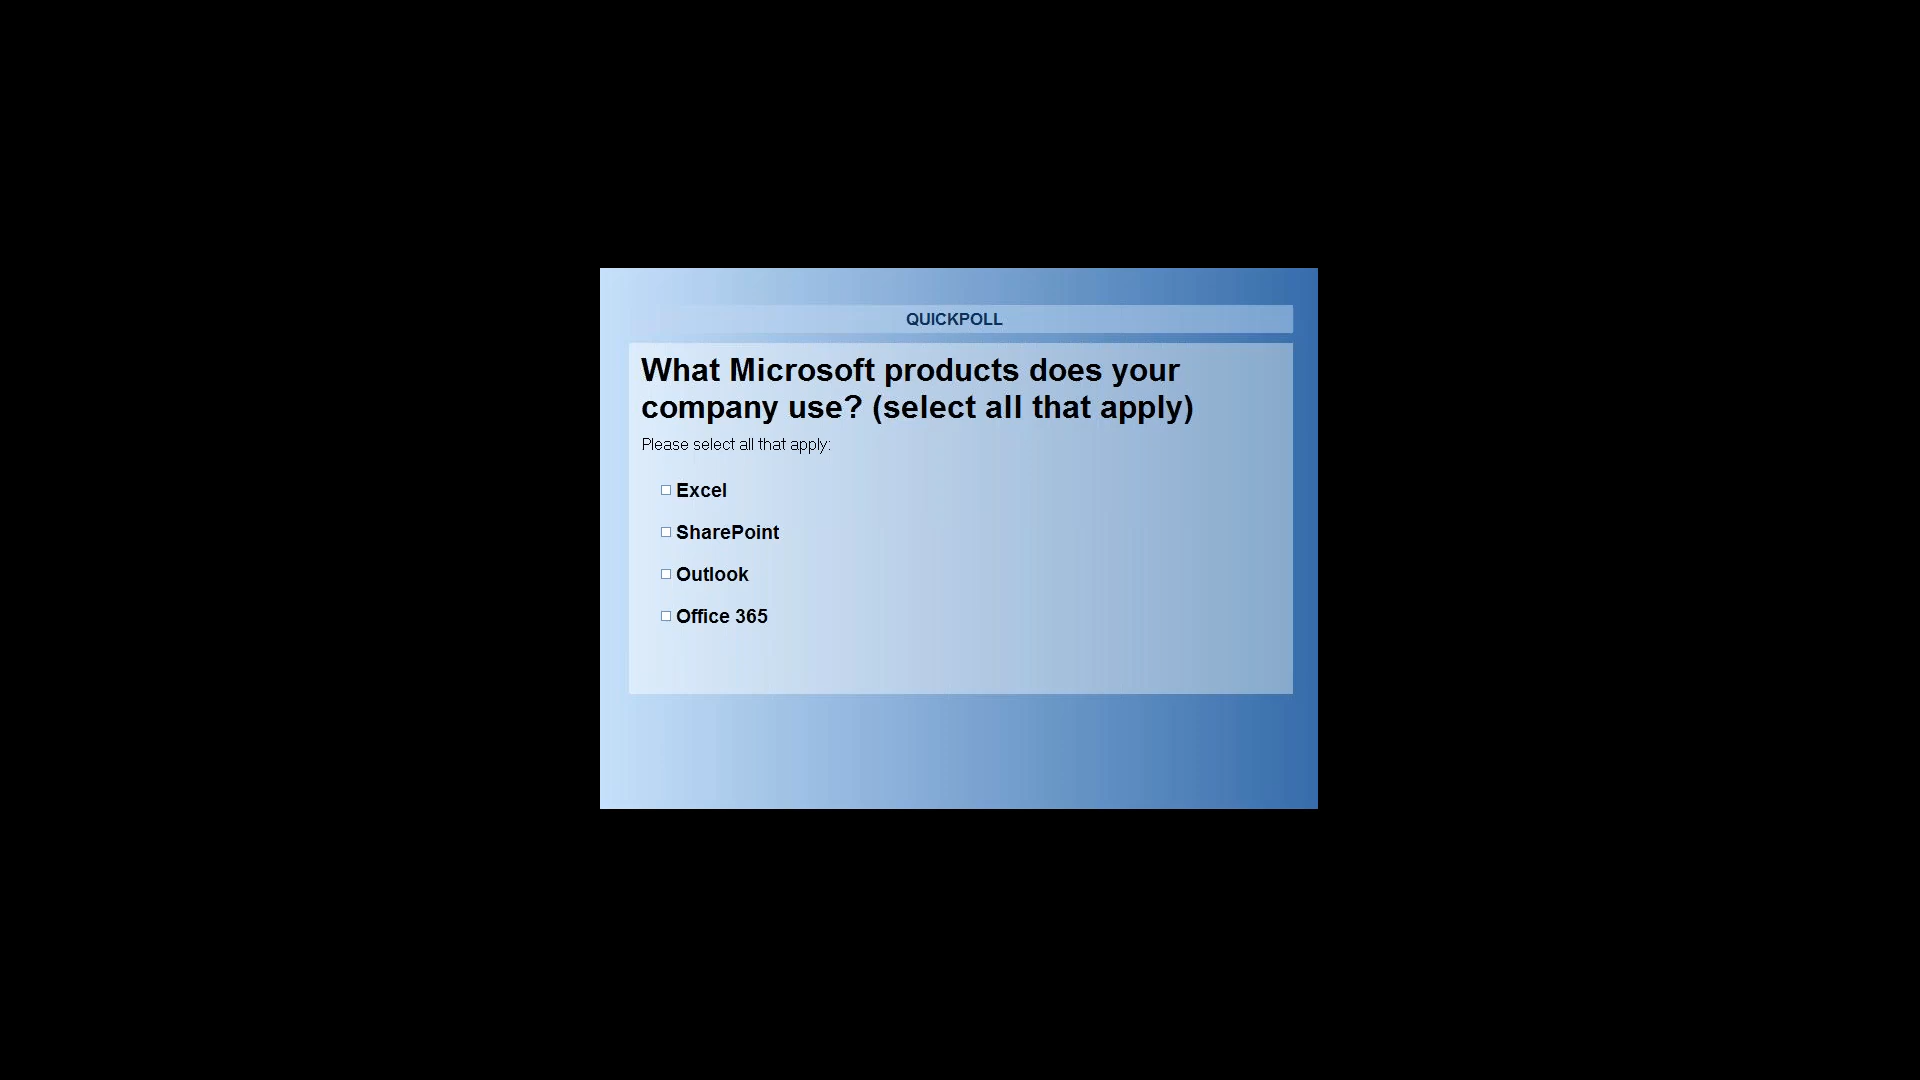 QUICKPOLL
What Microsoft products does your
company use? (select all that apply)
Please select all that apply:
Excel
SharePoint
Outlook
Office 365